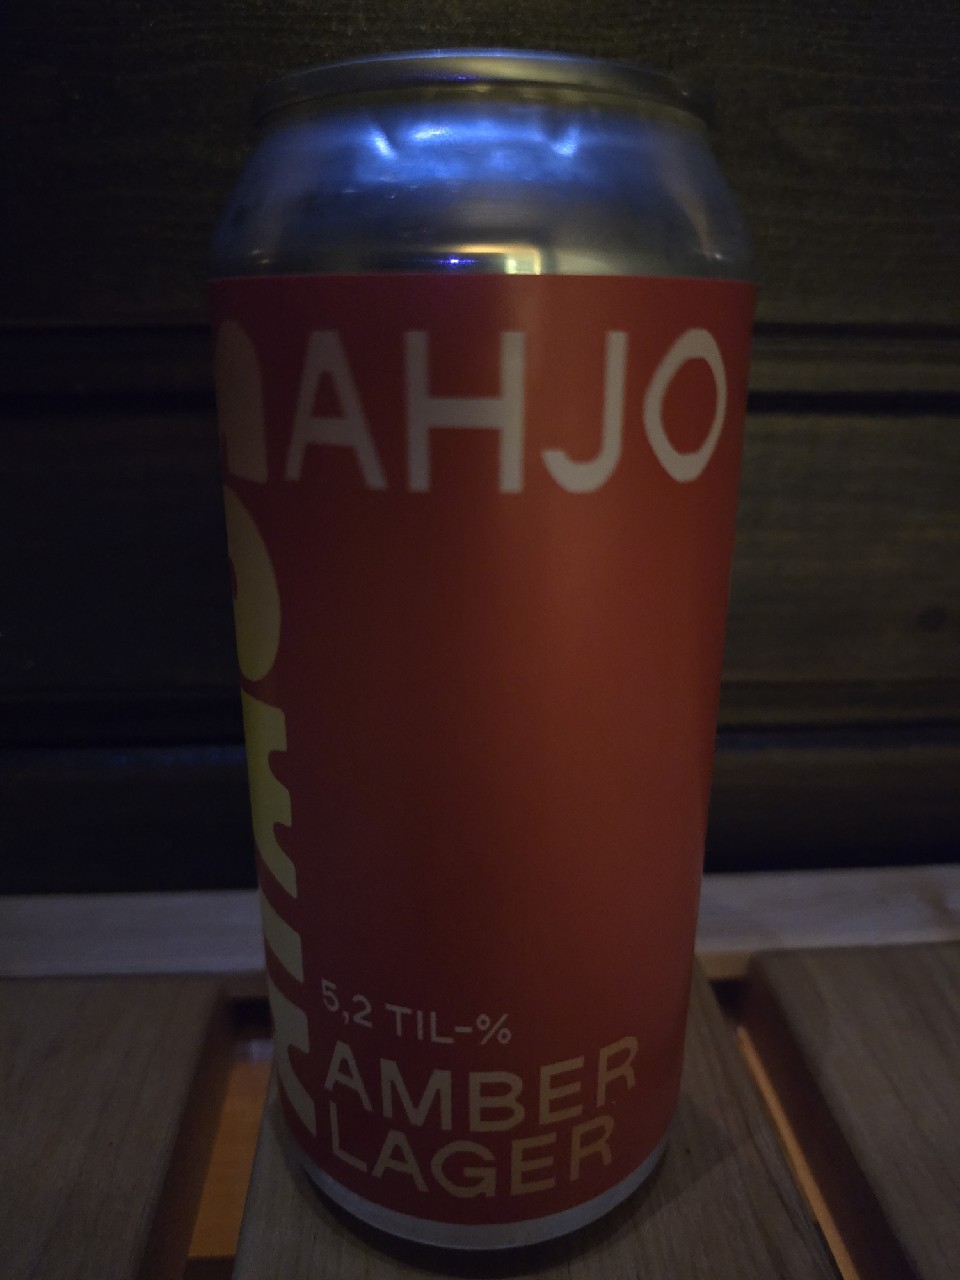 AHJO
5,2 TIL-%
AMBER
LAGER